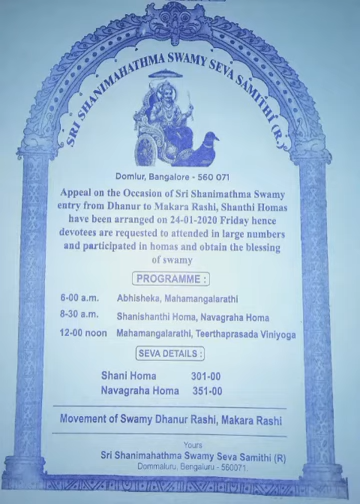 SRI SHANIMAHATHMA SWAMY SEVA SAMITHI (R.)
Domlur, Bangalore - 560 071
Appeal on the Occasion of Sri Shanimathma Swamy
entry from Dhanur to Makara Rashi, Shanthi Homas
have been arranged on 24-01-2020 Friday hence
devotees are requested to attended in large numbers
and participated in homas and obtain the blessing
of swamy
PROGRAMME :
6-00 a.m. Abhisheka, Mahamangalarathi
8-30 a.m. Shanishanthi Homa, Navagraha Homa
12-00 noon Mahamangalarathi, Teerthaprasada Viniyoga
SEVA DETAILS :
Shani Homa 301-00
Navagraha Homa 351-00
Movement of Swamy Dhanur Rashi, Makara Rashi
Yours
Sri Shanimahathma Swamy Seva Samithi (R)
Dommaluru, Bengaluru - 560071.